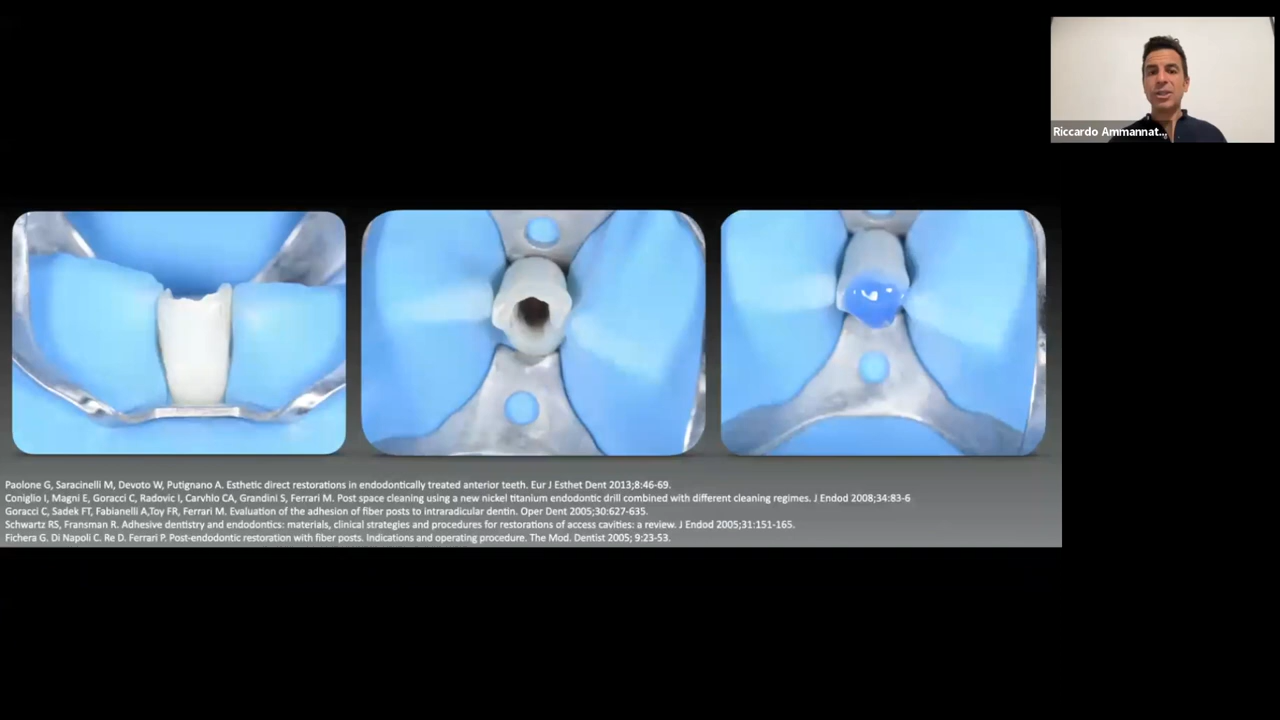 Riccardo Ammannat...
Paolone G, Saracinelli M, Devoto W, Putignano A. Esthetic direct restorations in endodontically treated anterior teeth. Eur J Esthet Dent 2013;8:46-69.
Coniglio I, Magni E, Goracci C, Radovic I, Carvhlo CA, Grandini S, Ferrari M. Post space cleaning using a new nickel titanium endodontic drill combined with different cleaning regimes. J Endod 2008;34:83-6
Goracci C, Sadek FT, Fabianelli A,Toy FR, Ferrari M. Evaluation of the adhesion of fiber posts to intraradicular dentin. Oper Dent 2005;30:627-635.
Schwartz RS, Fransman R. Adhesive dentistry and endodontics: materials, clinical strategies and procedures for restorations of access cavities: a review. J Endod 2005;31:151-165.
Fichera G. Di Napoli C. Re D. Ferrari P. Post-endodontic restoration with fiber posts. Indications and operating procedure. The Mod. Dentist 2005; 9:23-53.